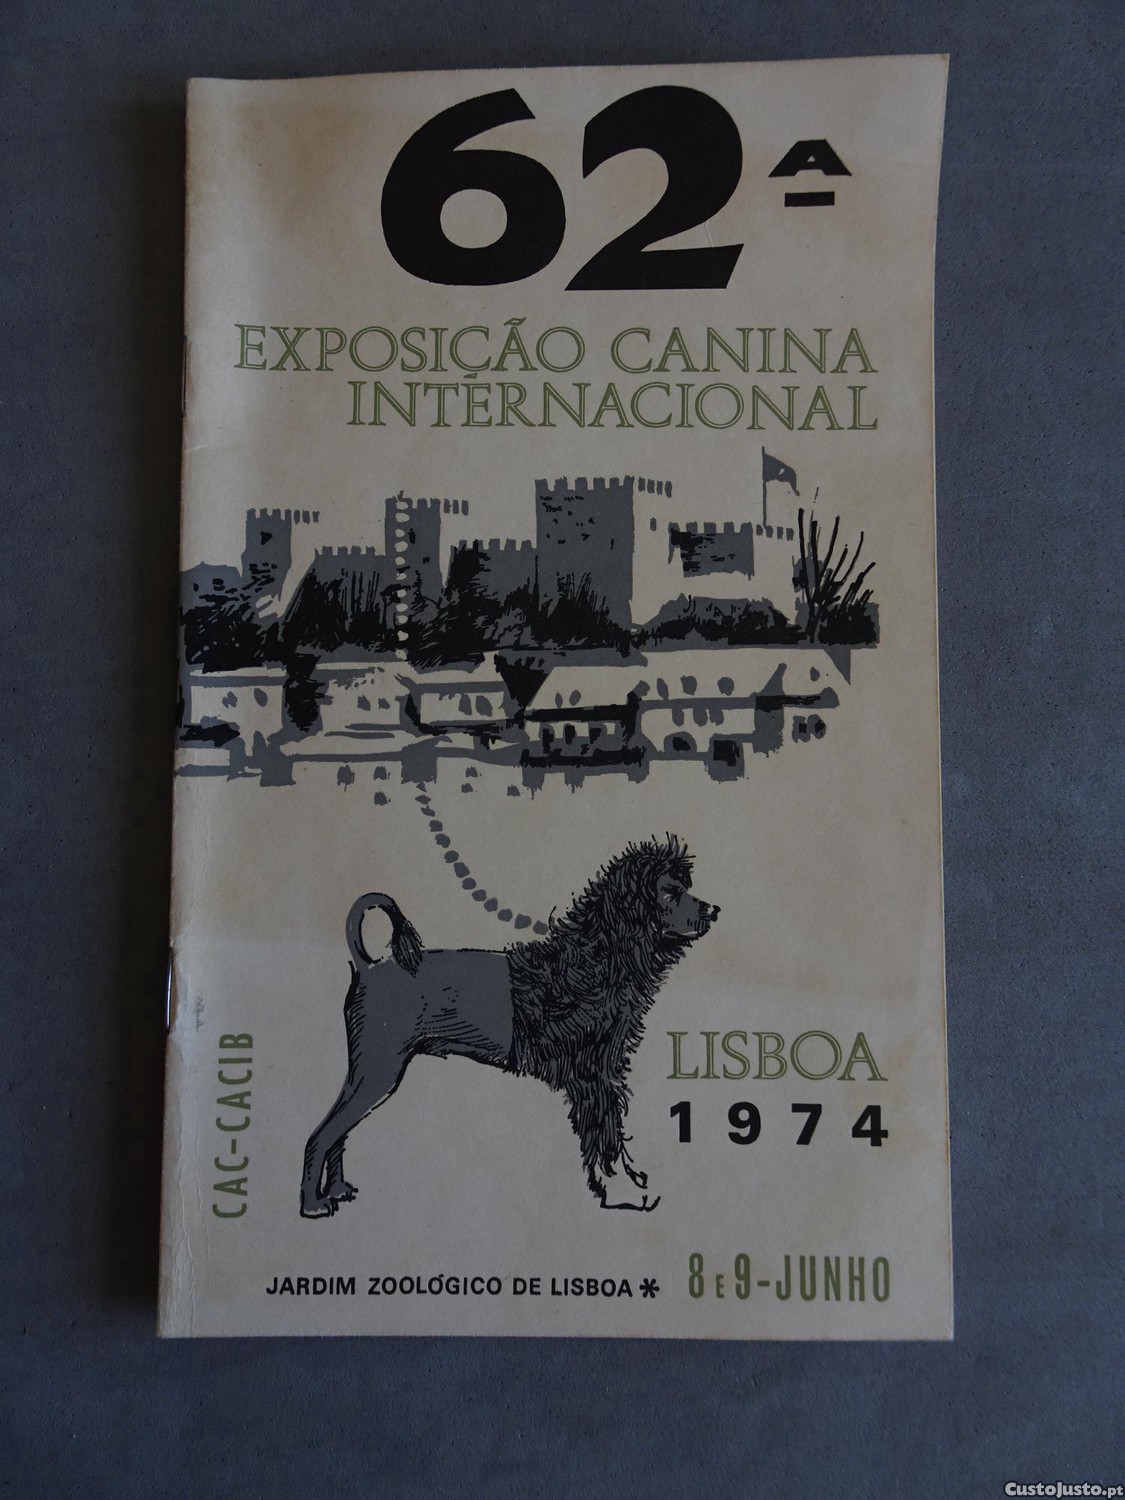 62ª
EXPOSIÇÃO CANINA
INTERNACIONAL
LISBOA
1974
CAC-CACIB
JARDIM ZOOLÓGICO DE LISBOA * 8 E 9-JUNHO
CustoJusto.pt